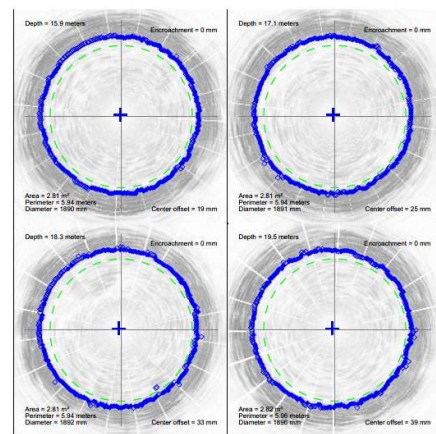 Depth = 15.9 meters
Encroachment = 0 mm
Area = 2.81 m²
Perimeter = 5.94 meters
Diameter = 1890 mm
Center offset = 19 mm
Depth = 17.1 meters
Encroachment = 0 mm
Area = 2.81 m²
Perimeter = 5.94 meters
Diameter = 1891 mm
Center offset = 25 mm
Depth = 18.3 meters
Encroachment = 0 mm
Area = 2.81 m²
Perimeter = 5.94 meters
Diameter = 1892 mm
Center offset = 33 mm
Depth = 19.5 meters
Encroachment = 0 mm
Area = 2.82 m²
Perimeter = 5.96 meters
Diameter = 1896 mm
Center offset = 39 mm